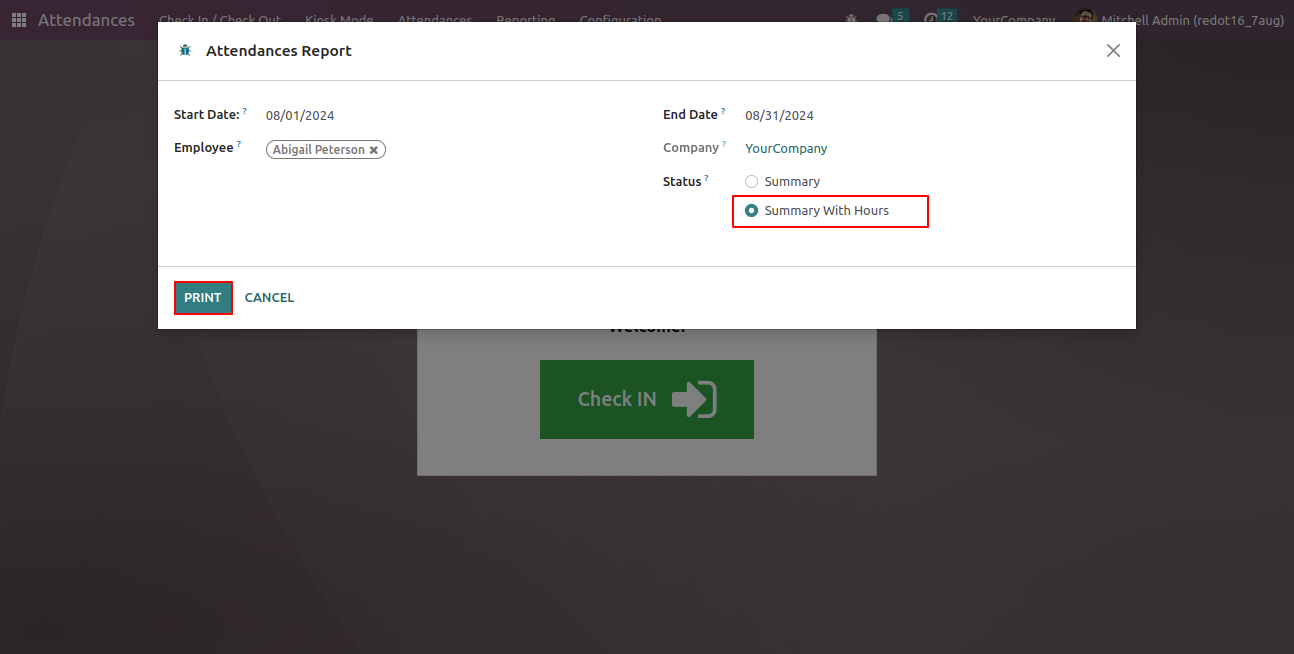 Attendances Check In / Check Out Kiosk Mode Attendances Reporting Configuration 5 12 YourCompany Mitchell Admin (redot16_7aug)
Attendances Report
Start Date: ? 08/01/2024
End Date ? 08/31/2024
Employee ? Abigail Peterson
Company ? YourCompany
Status ? Summary
Summary With Hours
PRINT CANCEL
Welcome!
Check IN